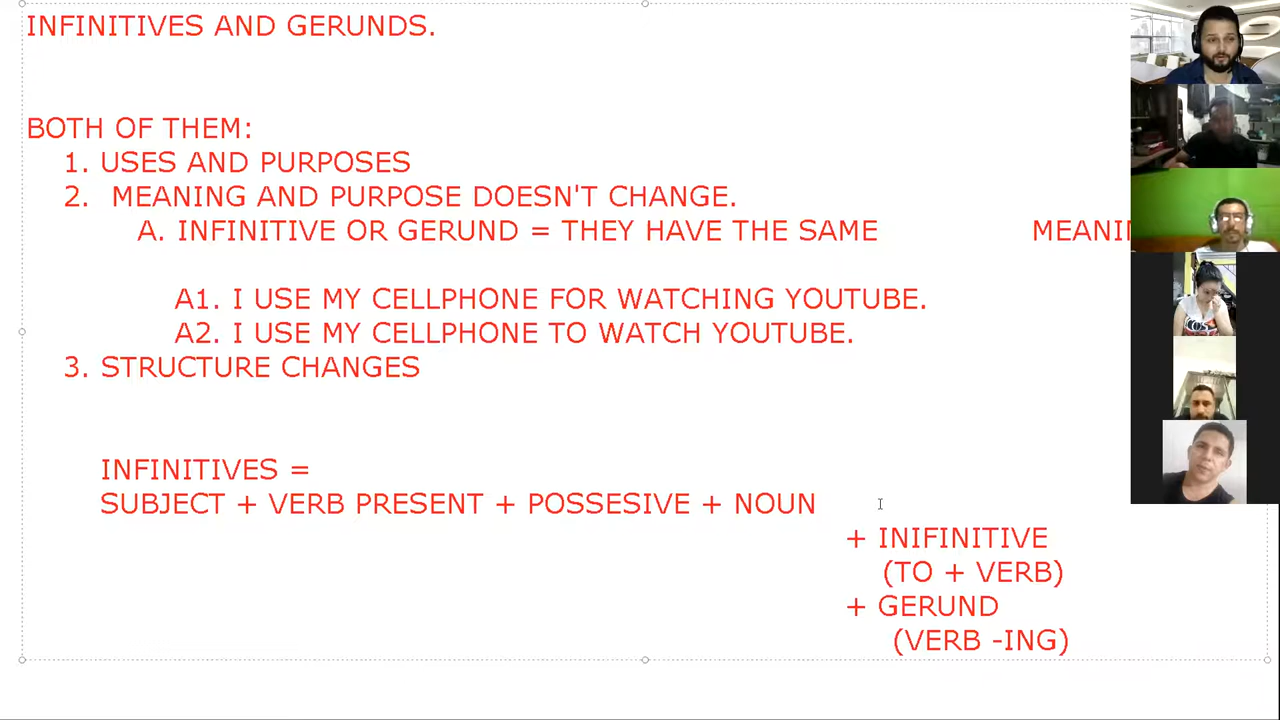 INFINITIVES AND GERUNDS.
BOTH OF THEM:
1. USES AND PURPOSES
2. MEANING AND PURPOSE DOESN'T CHANGE.
A. INFINITIVE OR GERUND = THEY HAVE THE SAME
A1. I USE MY CELLPHONE FOR WATCHING YOUTUBE.
A2. I USE MY CELLPHONE TO WATCH YOUTUBE.
3. STRUCTURE CHANGES
INFINITIVES =
SUBJECT + VERB PRESENT + POSSESIVE + NOUN
+ INIFINITIVE
(TO + VERB)
+ GERUND
(VERB -ING)